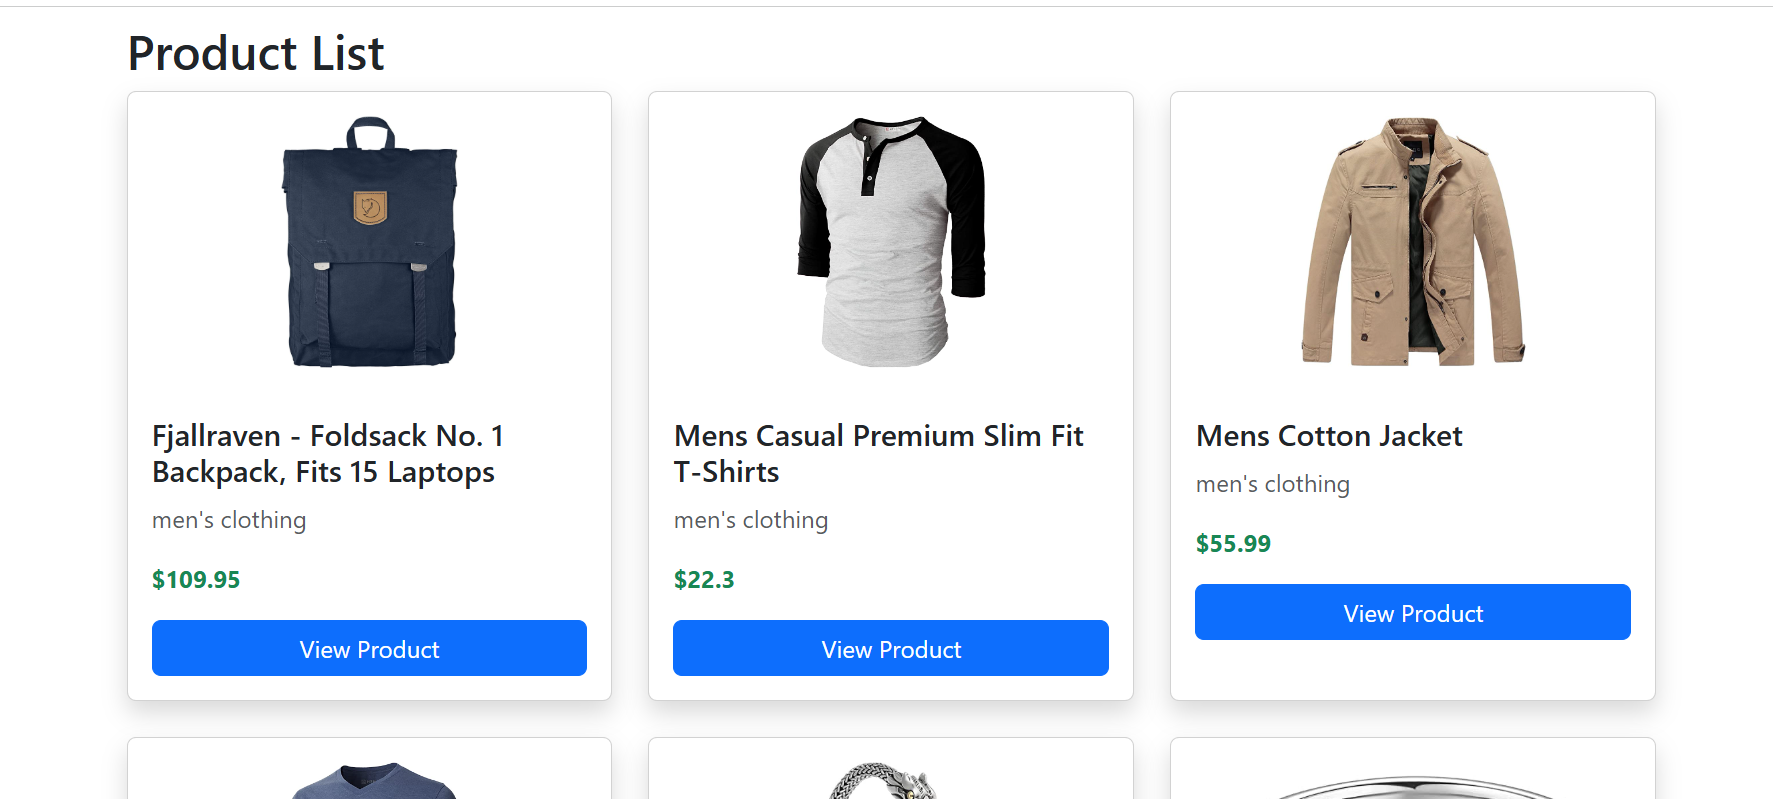 Product List
Fjallraven - Foldsack No. 1
Backpack, Fits 15 Laptops
men's clothing
$109.95
View Product
Mens Casual Premium Slim Fit
T-Shirts
men's clothing
$22.3
View Product
Mens Cotton Jacket
men's clothing
$55.99
View Product